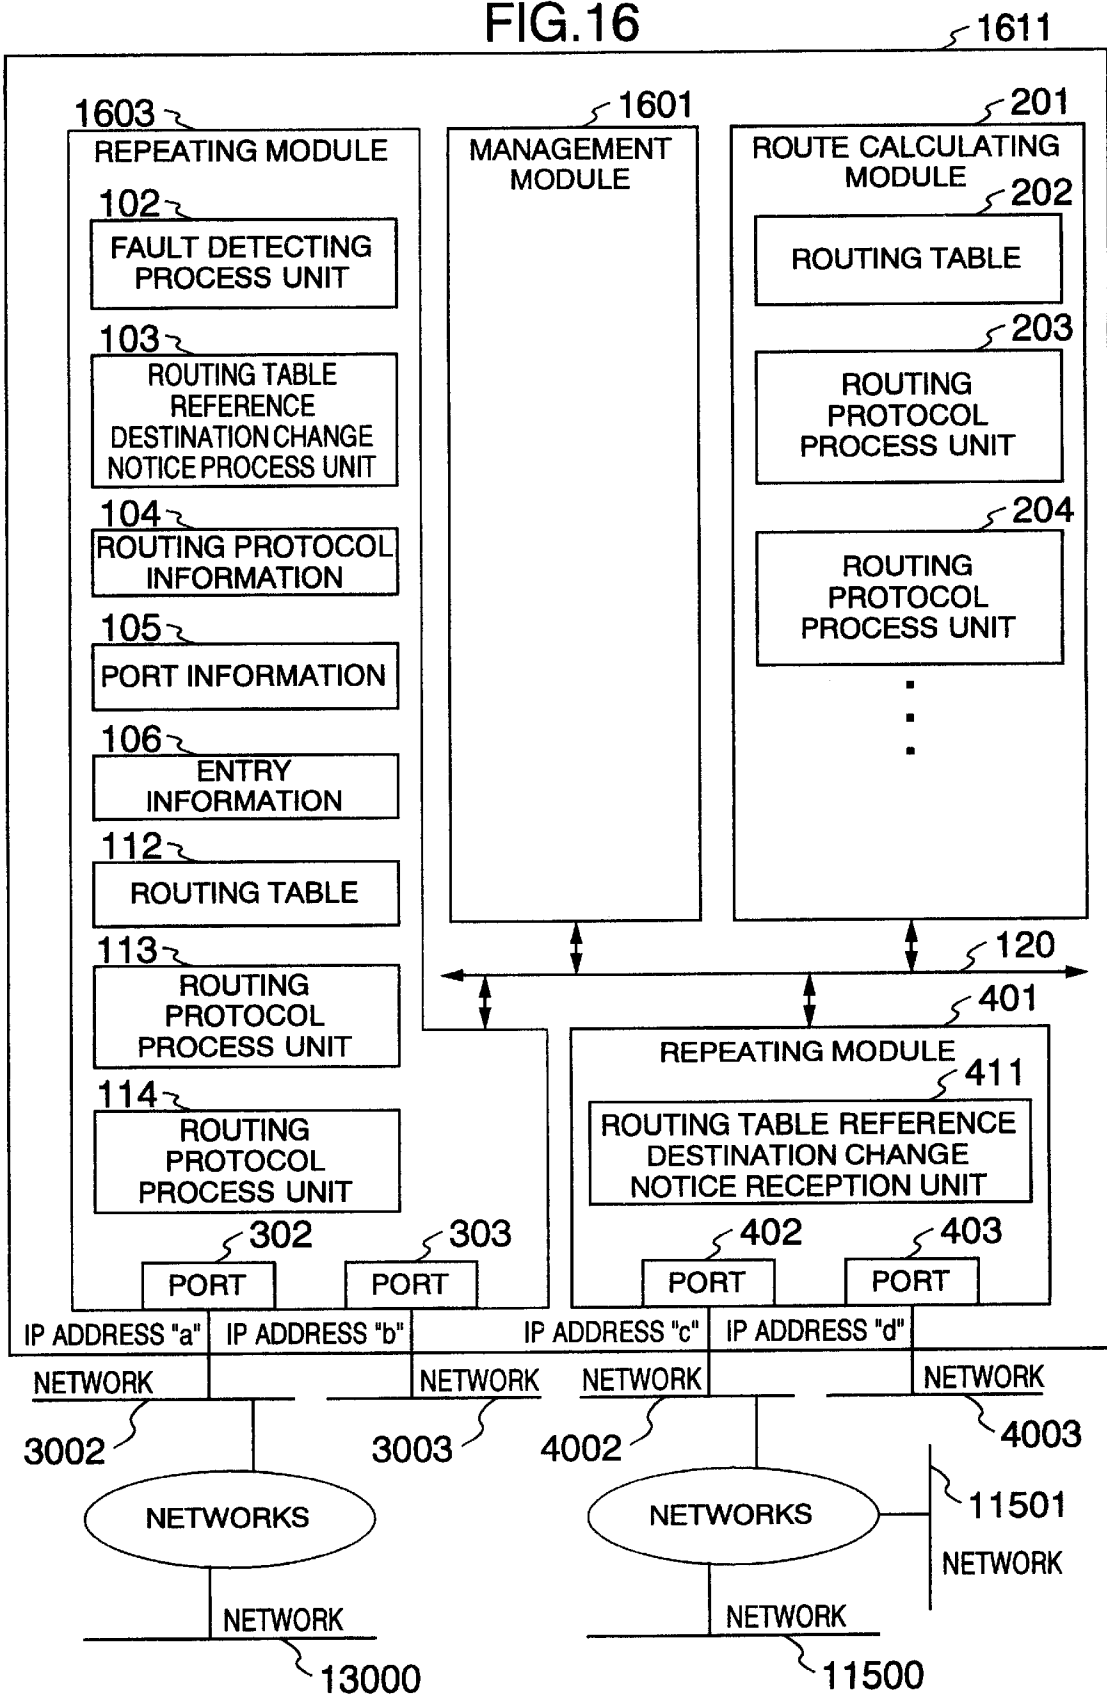 FIG.16
1611
1603
REPEATING MODULE
102
FAULT DETECTING
PROCESS UNIT
103
ROUTING TABLE
REFERENCE
DESTINATION CHANGE
NOTICE PROCESS UNIT
104
ROUTING PROTOCOL
INFORMATION
105
PORT INFORMATION
106
ENTRY
INFORMATION
112
ROUTING TABLE
113
ROUTING
PROTOCOL
PROCESS UNIT
114
ROUTING
PROTOCOL
PROCESS UNIT
302
PORT
303
PORT
1601
MANAGEMENT
MODULE
201
ROUTE CALCULATING
MODULE
202
ROUTING TABLE
203
ROUTING
PROTOCOL
PROCESS UNIT
204
ROUTING
PROTOCOL
PROCESS UNIT
120
401
REPEATING MODULE
411
ROUTING TABLE REFERENCE
DESTINATION CHANGE
NOTICE RECEPTION UNIT
402
PORT
403
PORT
IP ADDRESS "a"
IP ADDRESS "b"
IP ADDRESS "c"
IP ADDRESS "d"
NETWORK
3002
NETWORK
3003
NETWORK
4002
NETWORK
4003
NETWORKS
NETWORKS
11501
NETWORK
NETWORK
13000
NETWORK
11500